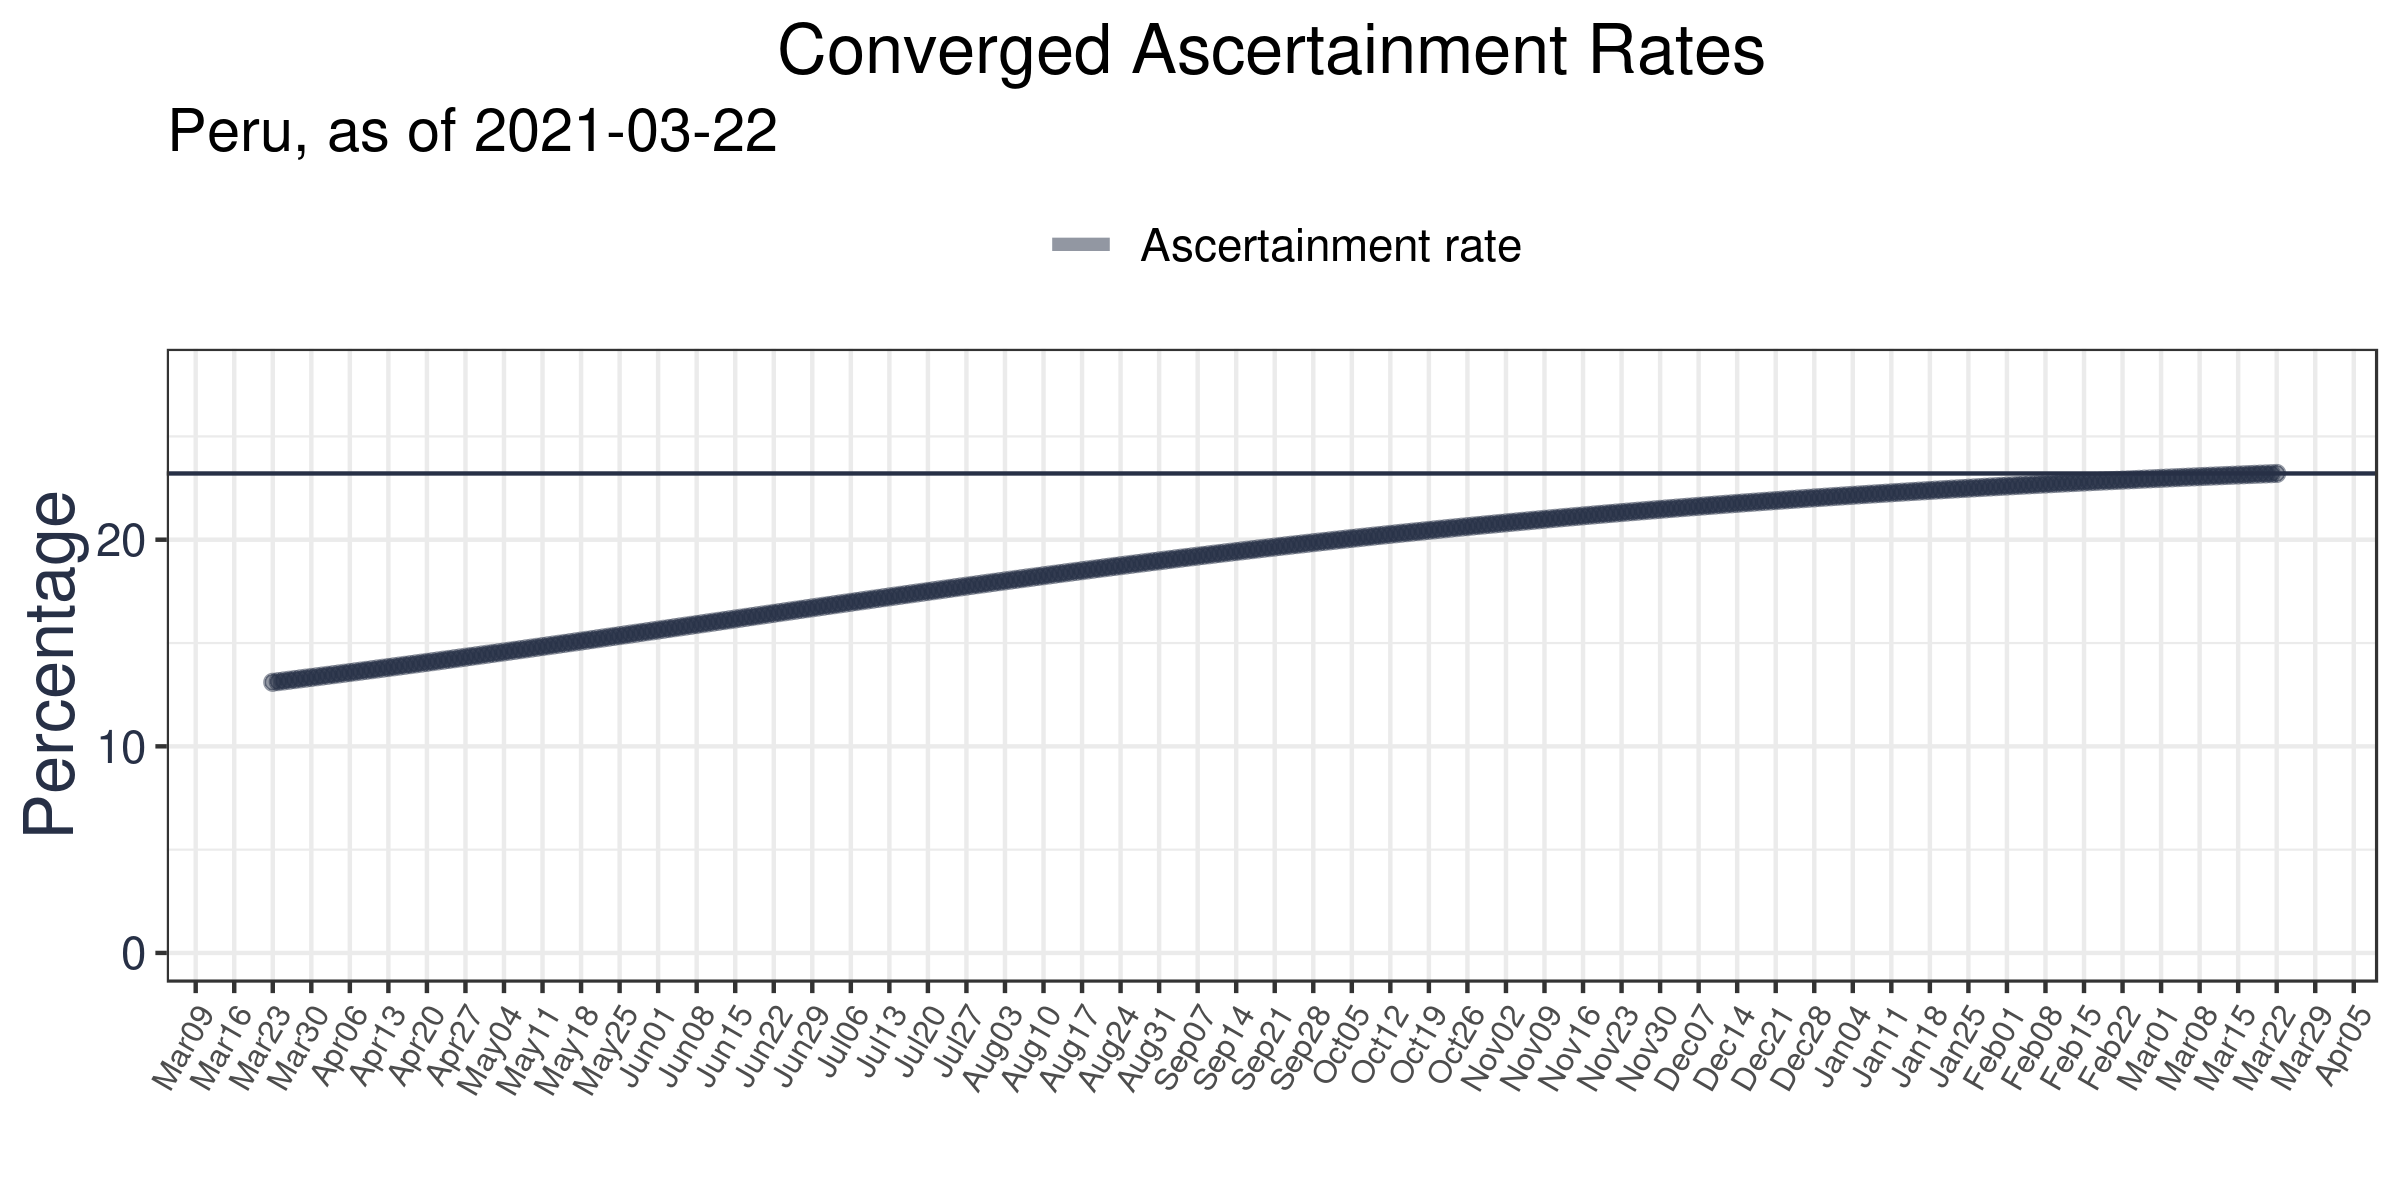 Converged Ascertainment Rates
Peru, as of 2021-03-22
Ascertainment rate
Percentage
20
10
0
Mar09 Mar16 Mar23 Mar30 Apr06 Apr13 Apr20 Apr27 May04 May11 May18 May25 Jun01 Jun08 Jun15 Jun22 Jun29 Jul06 Jul13 Jul20 Jul27 Aug03 Aug10 Aug17 Aug24 Aug31 Sep07 Sep14 Sep21 Sep28 Oct05 Oct12 Oct19 Oct26 Nov02 Nov09 Nov16 Nov23 Nov30 Dec07 Dec14 Dec21 Dec28 Jan04 Jan11 Jan18 Jan25 Feb01 Feb08 Feb15 Feb22 Mar01 Mar08 Mar15 Mar22 Mar29 Apr05